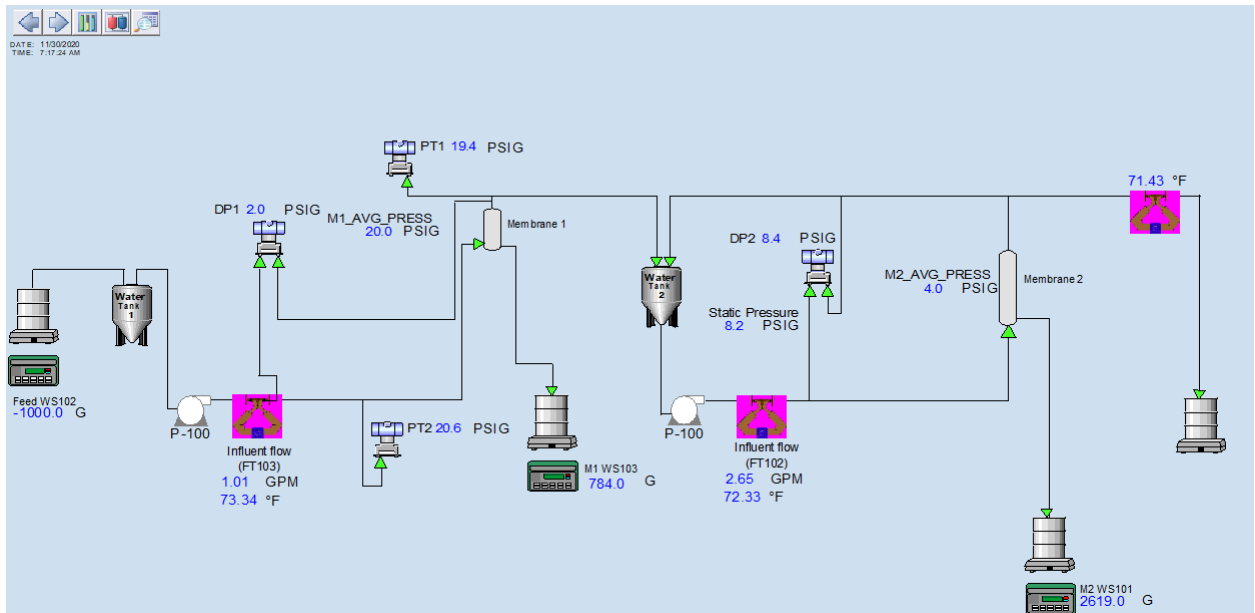 DATE: 11/30/2020
TIME: 7:17:24 AM
PT1 19.4 PSIG
DP1 2.0 PSIG
M1_AVG_PRESS
20.0 PSIG
Membrane 1
Water
Tank
1
Feed WS102
-1000.0 G
P-100
Influent flow
(FT103)
1.01 GPM
73.34 °F
PT2 20.6 PSIG
M1 WS103
784.0 G
Water
Tank
2
DP2 8.4 PSIG
Static Pressure
8.2 PSIG
P-100
Influent flow
(FT102)
2.65 GPM
72.33 °F
M2_AVG_PRESS
4.0 PSIG
Membrane 2
71.43 °F
M2 WS101
2619.0 G